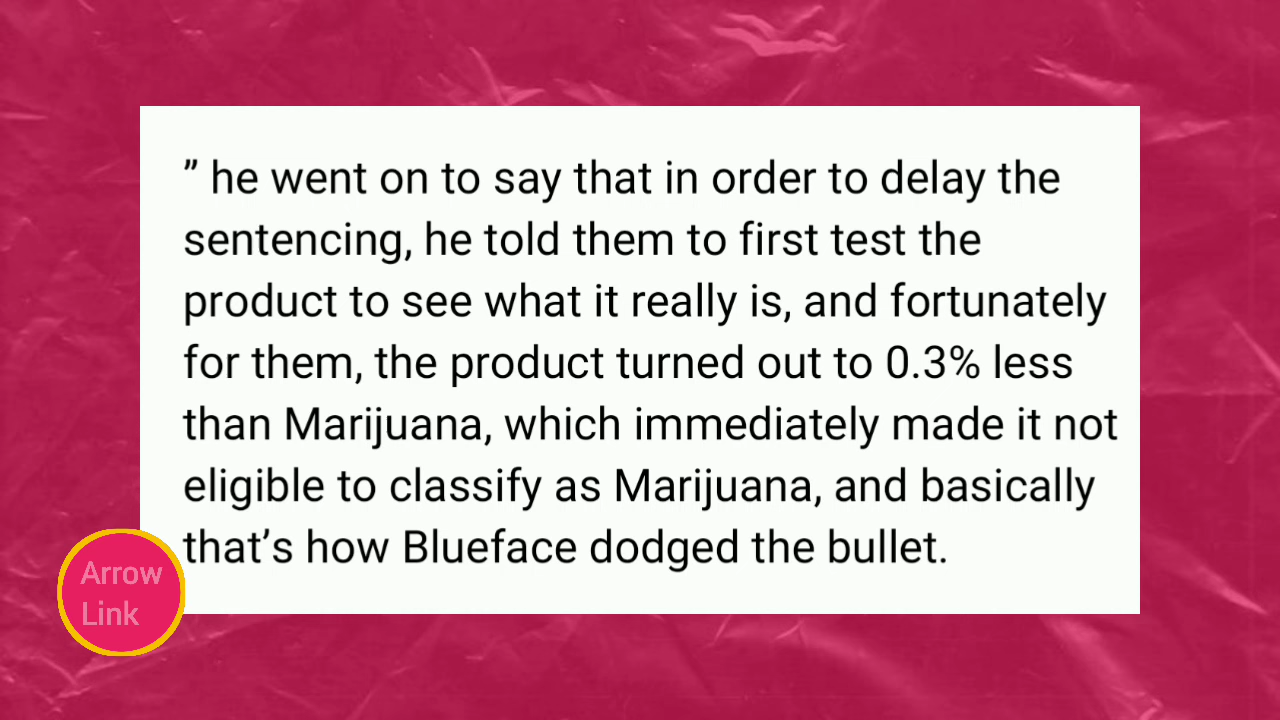 ” he went on to say that in order to delay the
sentencing, he told them to first test the
product to see what it really is, and fortunately
for them, the product turned out to 0.3% less
than Marijuana, which immediately made it not
eligible to classify as Marijuana, and basically
that’s how Blueface dodged the bullet.
Arrow
Link